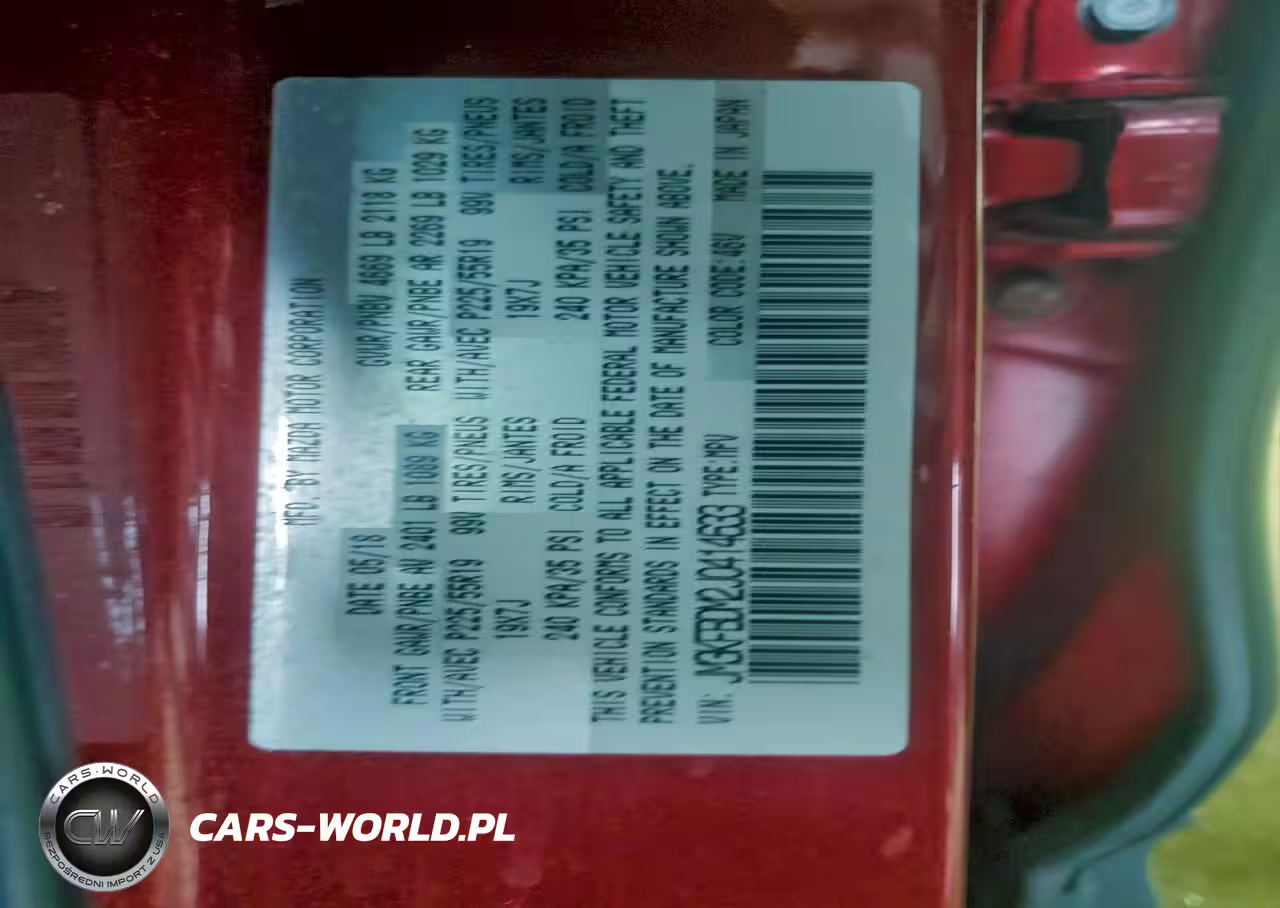 MFD. BY MAZDA MOTOR CORPORATION
DATE 05/18 GVWR/PNBV 4669 LB 2118 KG
FRONT GAWR/PNBE AV 2401 LB 1089 KG REAR GAWR/PNBE AR 2269 LB 1029 KG
WITH/AVEC P225/55R19 99V TIRES/PNEUS WITH/AVEC P225/55R19 99V TIRES/PNEUS
19X7J RIMS/JANTES 19X7J RIMS/JANTES
240 KPA/35 PSI COLD/A FROID 240 KPA/35 PSI COLD/A FROID
THIS VEHICLE CONFORMS TO ALL APPLICABLE FEDERAL MOTOR VEHICLE SAFETY AND THEFT
PREVENTION STANDARDS IN EFFECT ON THE DATE OF MANUFACTURE SHOWN ABOVE.
VIN: JM3KFBDM2J0414633 TYPE:MPV COLOR CODE:46V MADE IN JAPAN
CARS-WORLD
CW
BEZPOŚREDNI IMPORT Z USA
CARS-WORLD.PL